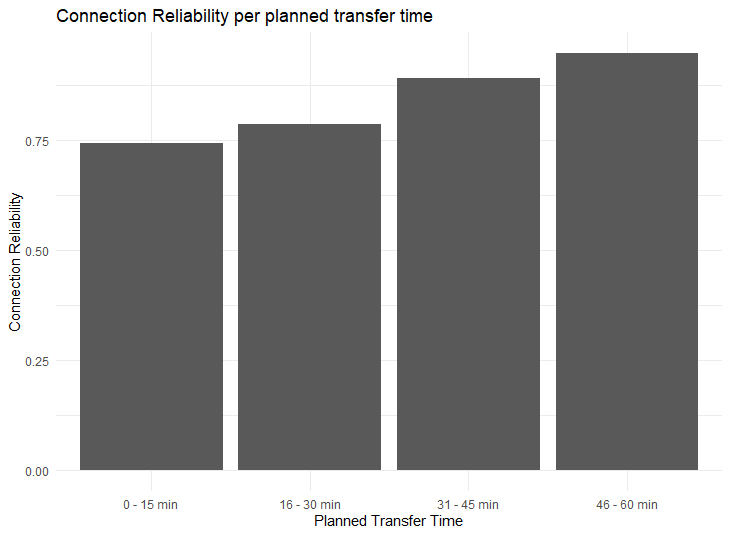 Connection Reliability per planned transfer time
Connection Reliability
0.75
0.50
0.25
0.00
0 - 15 min
16 - 30 min
31 - 45 min
46 - 60 min
Planned Transfer Time